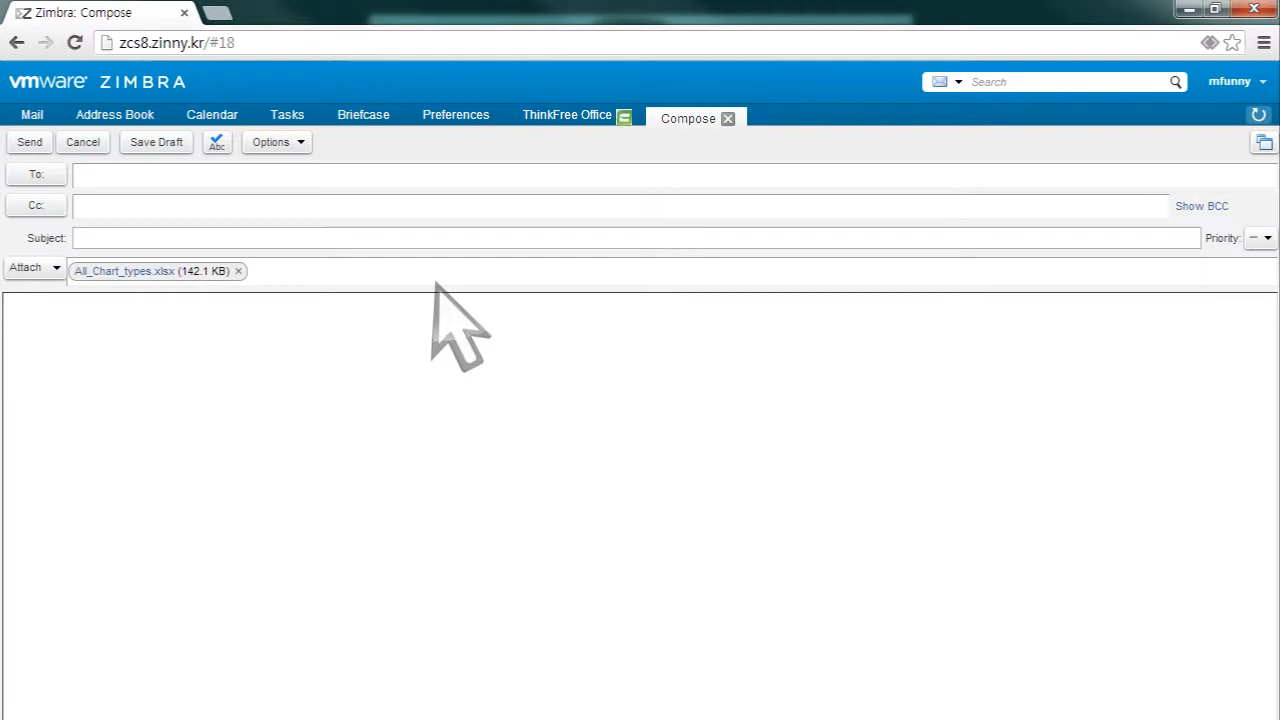 Zimbra: Compose
zcs8.zinny.kr/#18
vmware ZIMBRA
Search
mfunny
Mail Address Book Calendar Tasks Briefcase Preferences ThinkFree Office Compose
Send Cancel Save Draft Abc Options
To:
Cc: Show BCC
Subject: Priority:
Attach All_Chart_types.xlsx (142.1 KB)